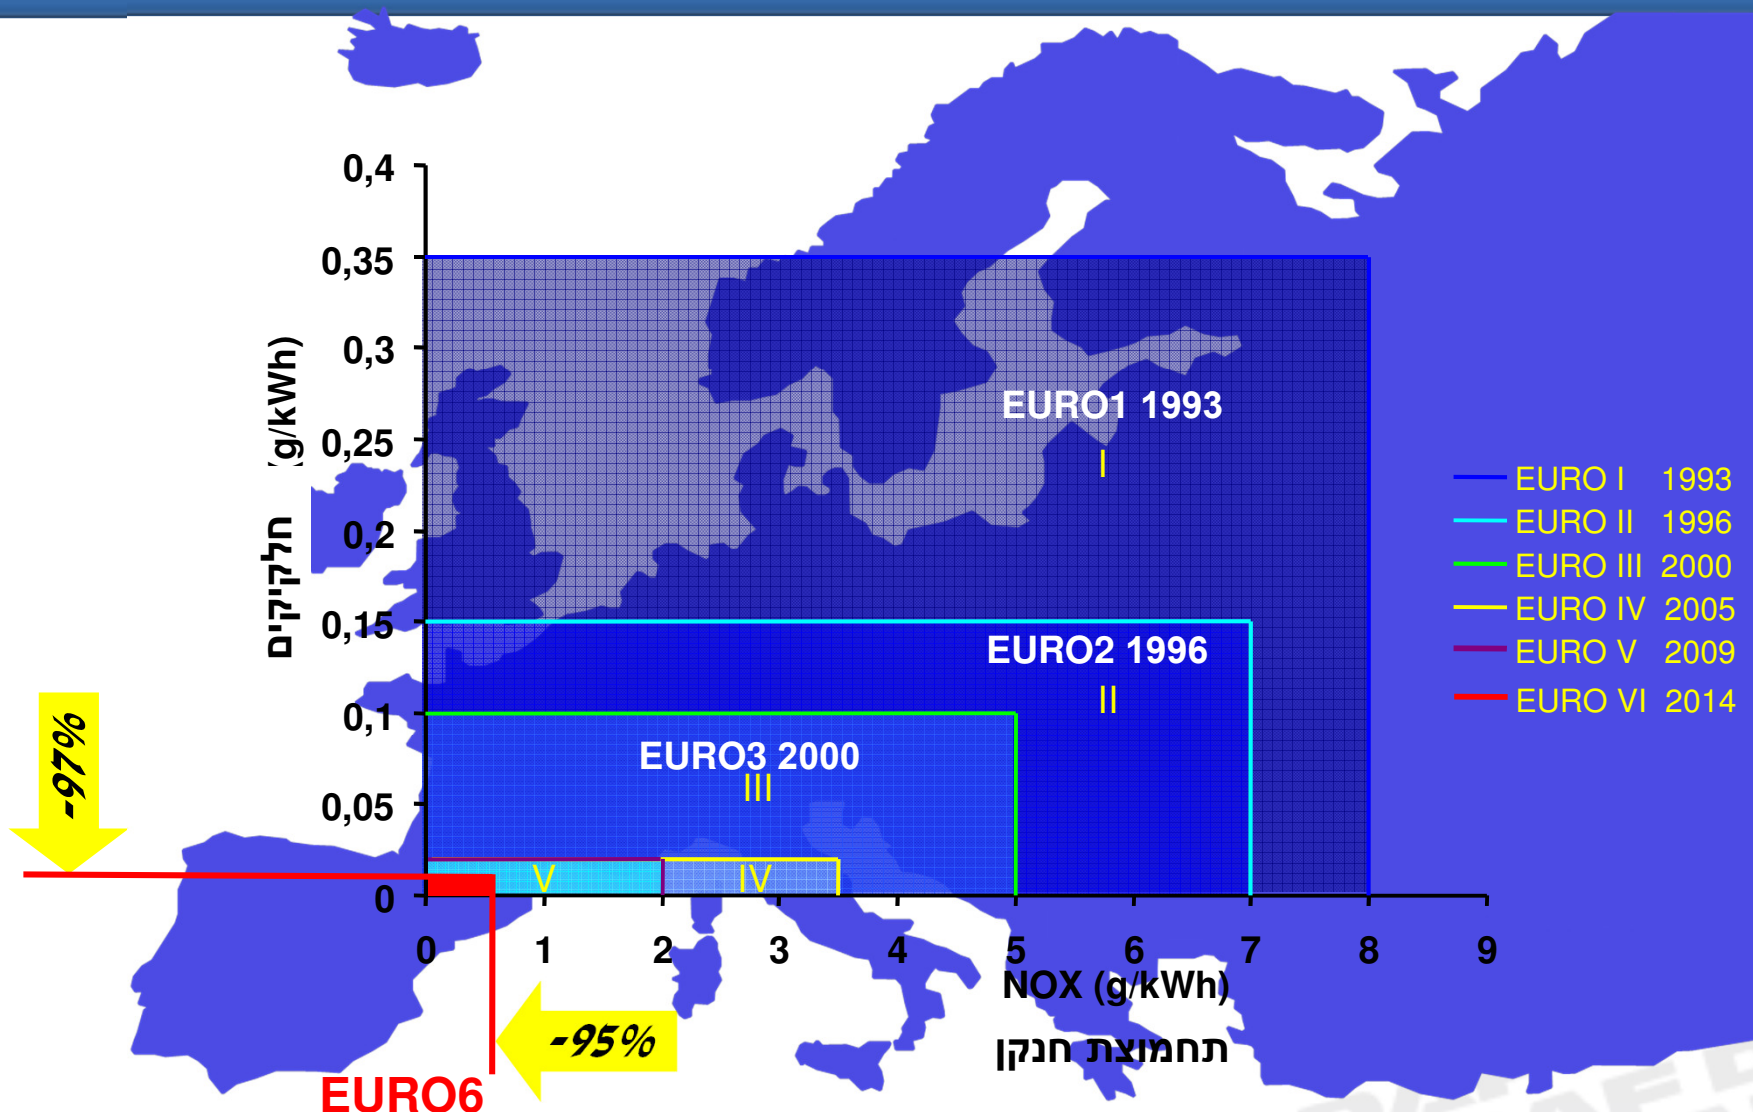 0,4
0,35
0,3
0,25
0,2
0,15
0,1
0,05
0
חלקיקים (g/kWh)
EURO1 1993
I
EURO2 1996
II
EURO3 2000
III
V
IV
0 1 2 3 4 5 6 7 8 9
NOX (g/kWh)
תחמוצת חנקן
-97%
-95%
EURO6
EURO I 1993
EURO II 1996
EURO III 2000
EURO IV 2005
EURO V 2009
EURO VI 2014